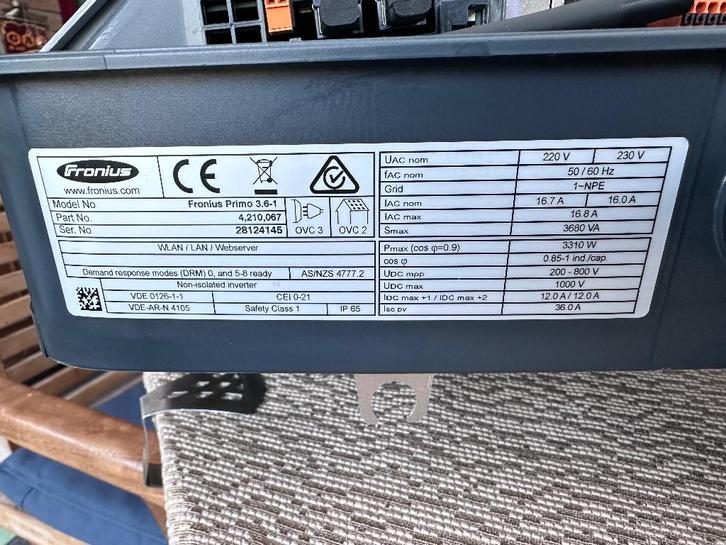 Fronius
www.fronius.com
CE
Model No Fronius Primo 3.6-1
Part No. 4,210,067
Ser. No 28124145
OVC 3 OVC 2
WLAN / LAN / Webserver
Demand response modes (DRM) 0, and 5-8 ready AS/NZS 4777.2
Non-isolated inverter
VDE 0126-1-1 CEI 0-21
VDE-AR-N 4105 Safety Class 1 IP 65
UAC nom 220 V 230 V
fAC nom 50 / 60 Hz
Grid 1~NPE
IAC nom 16.7 A 16.0 A
IAC max 16.8 A
Smax 3680 VA
Pmax (cos φ=0.9) 3310 W
cos φ 0.85-1 ind./cap.
UDC mpp 200 - 800 V
UDC max 1000 V
IDC max +1 / IDC max +2 12.0 A / 12.0 A
Isc pv 36.0 A